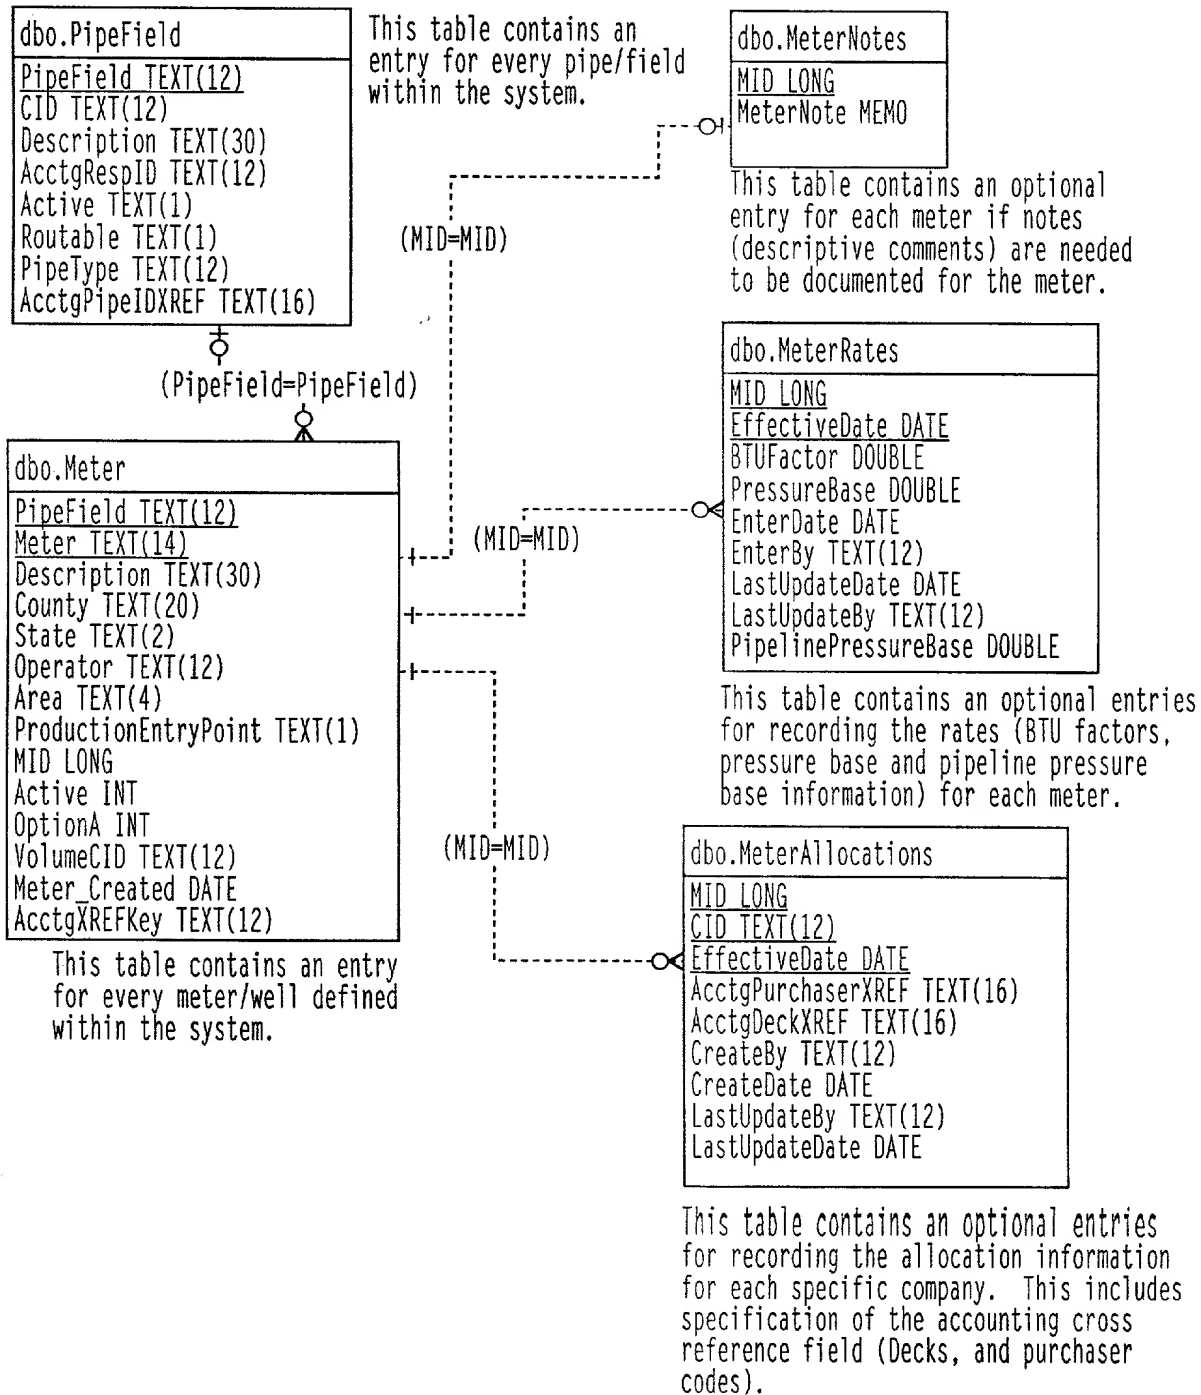 dbo.PipeField
PipeField TEXT(12)
CID TEXT(12)
Description TEXT(30)
AcctgRespID TEXT(12)
Active TEXT(1)
Routable TEXT(1)
PipeType TEXT(12)
AcctgPipeIDXREF TEXT(16)
This table contains an
entry for every pipe/field
within the system.
dbo.MeterNotes
MID LONG
MeterNote MEMO
This table contains an optional
entry for each meter if notes
(descriptive comments) are needed
to be documented for the meter.
(MID=MID)
(PipeField=PipeField)
dbo.Meter
PipeField TEXT(12)
Meter TEXT(14)
Description TEXT(30)
County TEXT(20)
State TEXT(2)
Operator TEXT(12)
Area TEXT(4)
ProductionEntryPoint TEXT(1)
MID LONG
Active INT
OptionA INT
VolumeCID TEXT(12)
Meter_Created DATE
AcctgXREFKey TEXT(12)
This table contains an entry
for every meter/well defined
within the system.
(MID=MID)
dbo.MeterRates
MID LONG
EffectiveDate DATE
BTUFactor DOUBLE
PressureBase DOUBLE
EnterDate DATE
EnterBy TEXT(12)
LastUpdateDate DATE
LastUpdateBy TEXT(12)
PipelinePressureBase DOUBLE
This table contains an optional entries
for recording the rates (BTU factors,
pressure base and pipeline pressure
base information) for each meter.
(MID=MID)
dbo.MeterAllocations
MID LONG
CID TEXT(12)
EffectiveDate DATE
AcctgPurchaserXREF TEXT(16)
AcctgDeckXREF TEXT(16)
CreateBy TEXT(12)
CreateDate DATE
LastUpdateBy TEXT(12)
LastUpdateDate DATE
This table contains an optional entries
for recording the allocation information
for each specific company. This includes
specification of the accounting cross
reference field (Decks, and purchaser
codes).